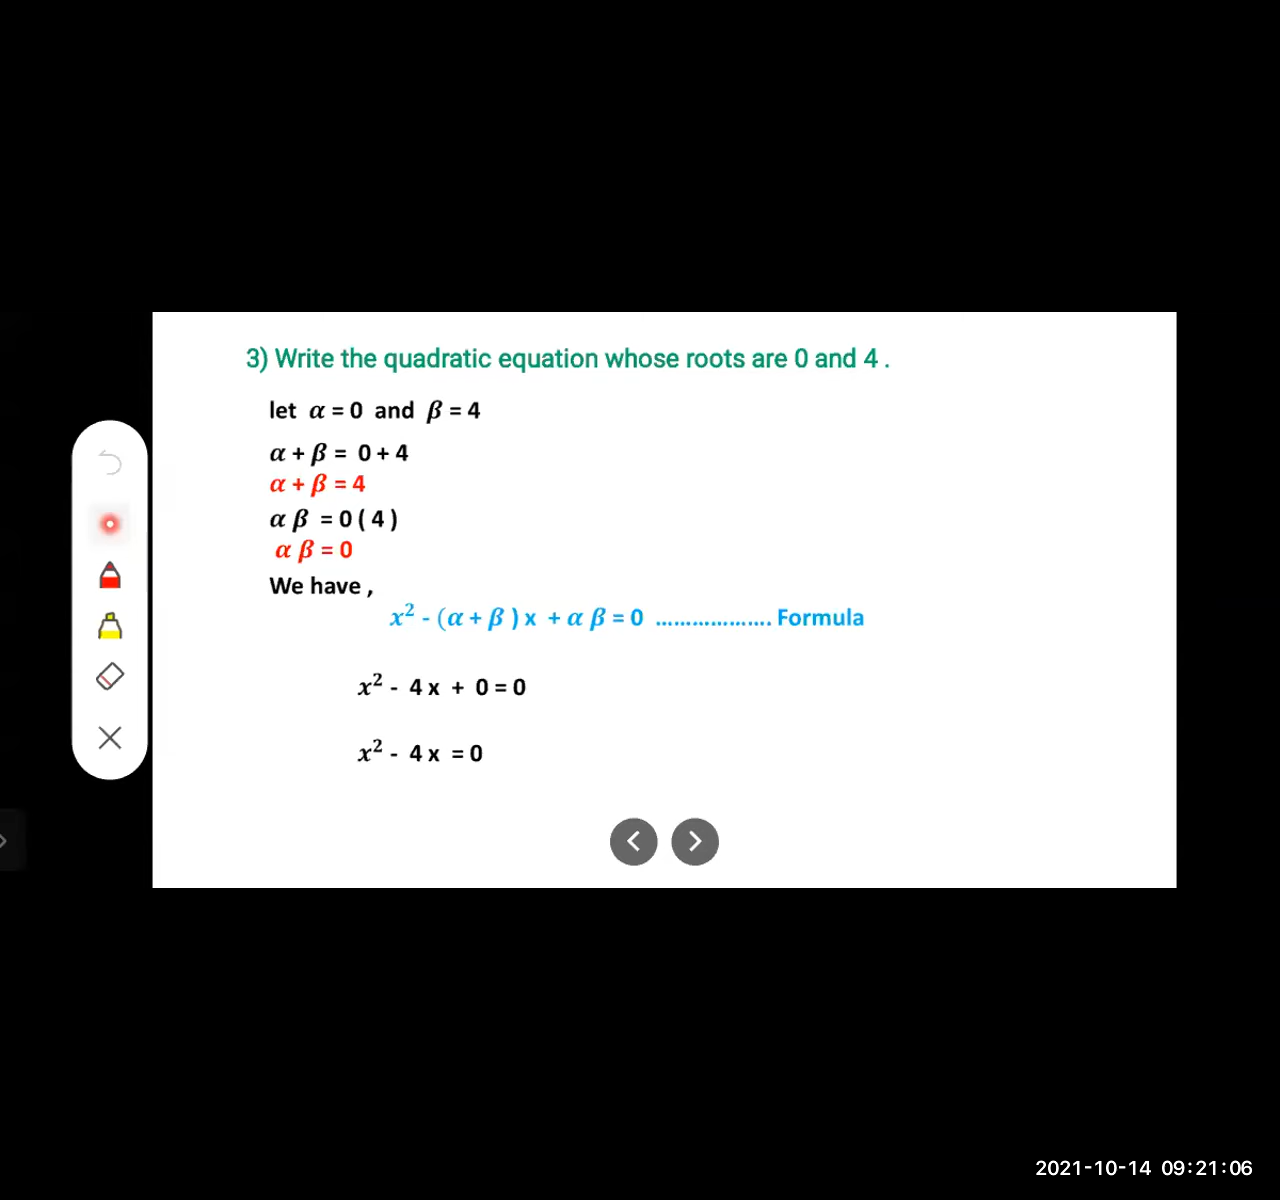 3) Write the quadratic equation whose roots are 0 and 4 .
let α = 0 and β = 4
α + β = 0 + 4
α + β = 4
α β = 0 ( 4 )
α β = 0
We have ,
x² - (α + β ) x + α β = 0 ................... Formula
x² - 4 x + 0 = 0
x² - 4 x = 0
2021-10-14 09:21:06